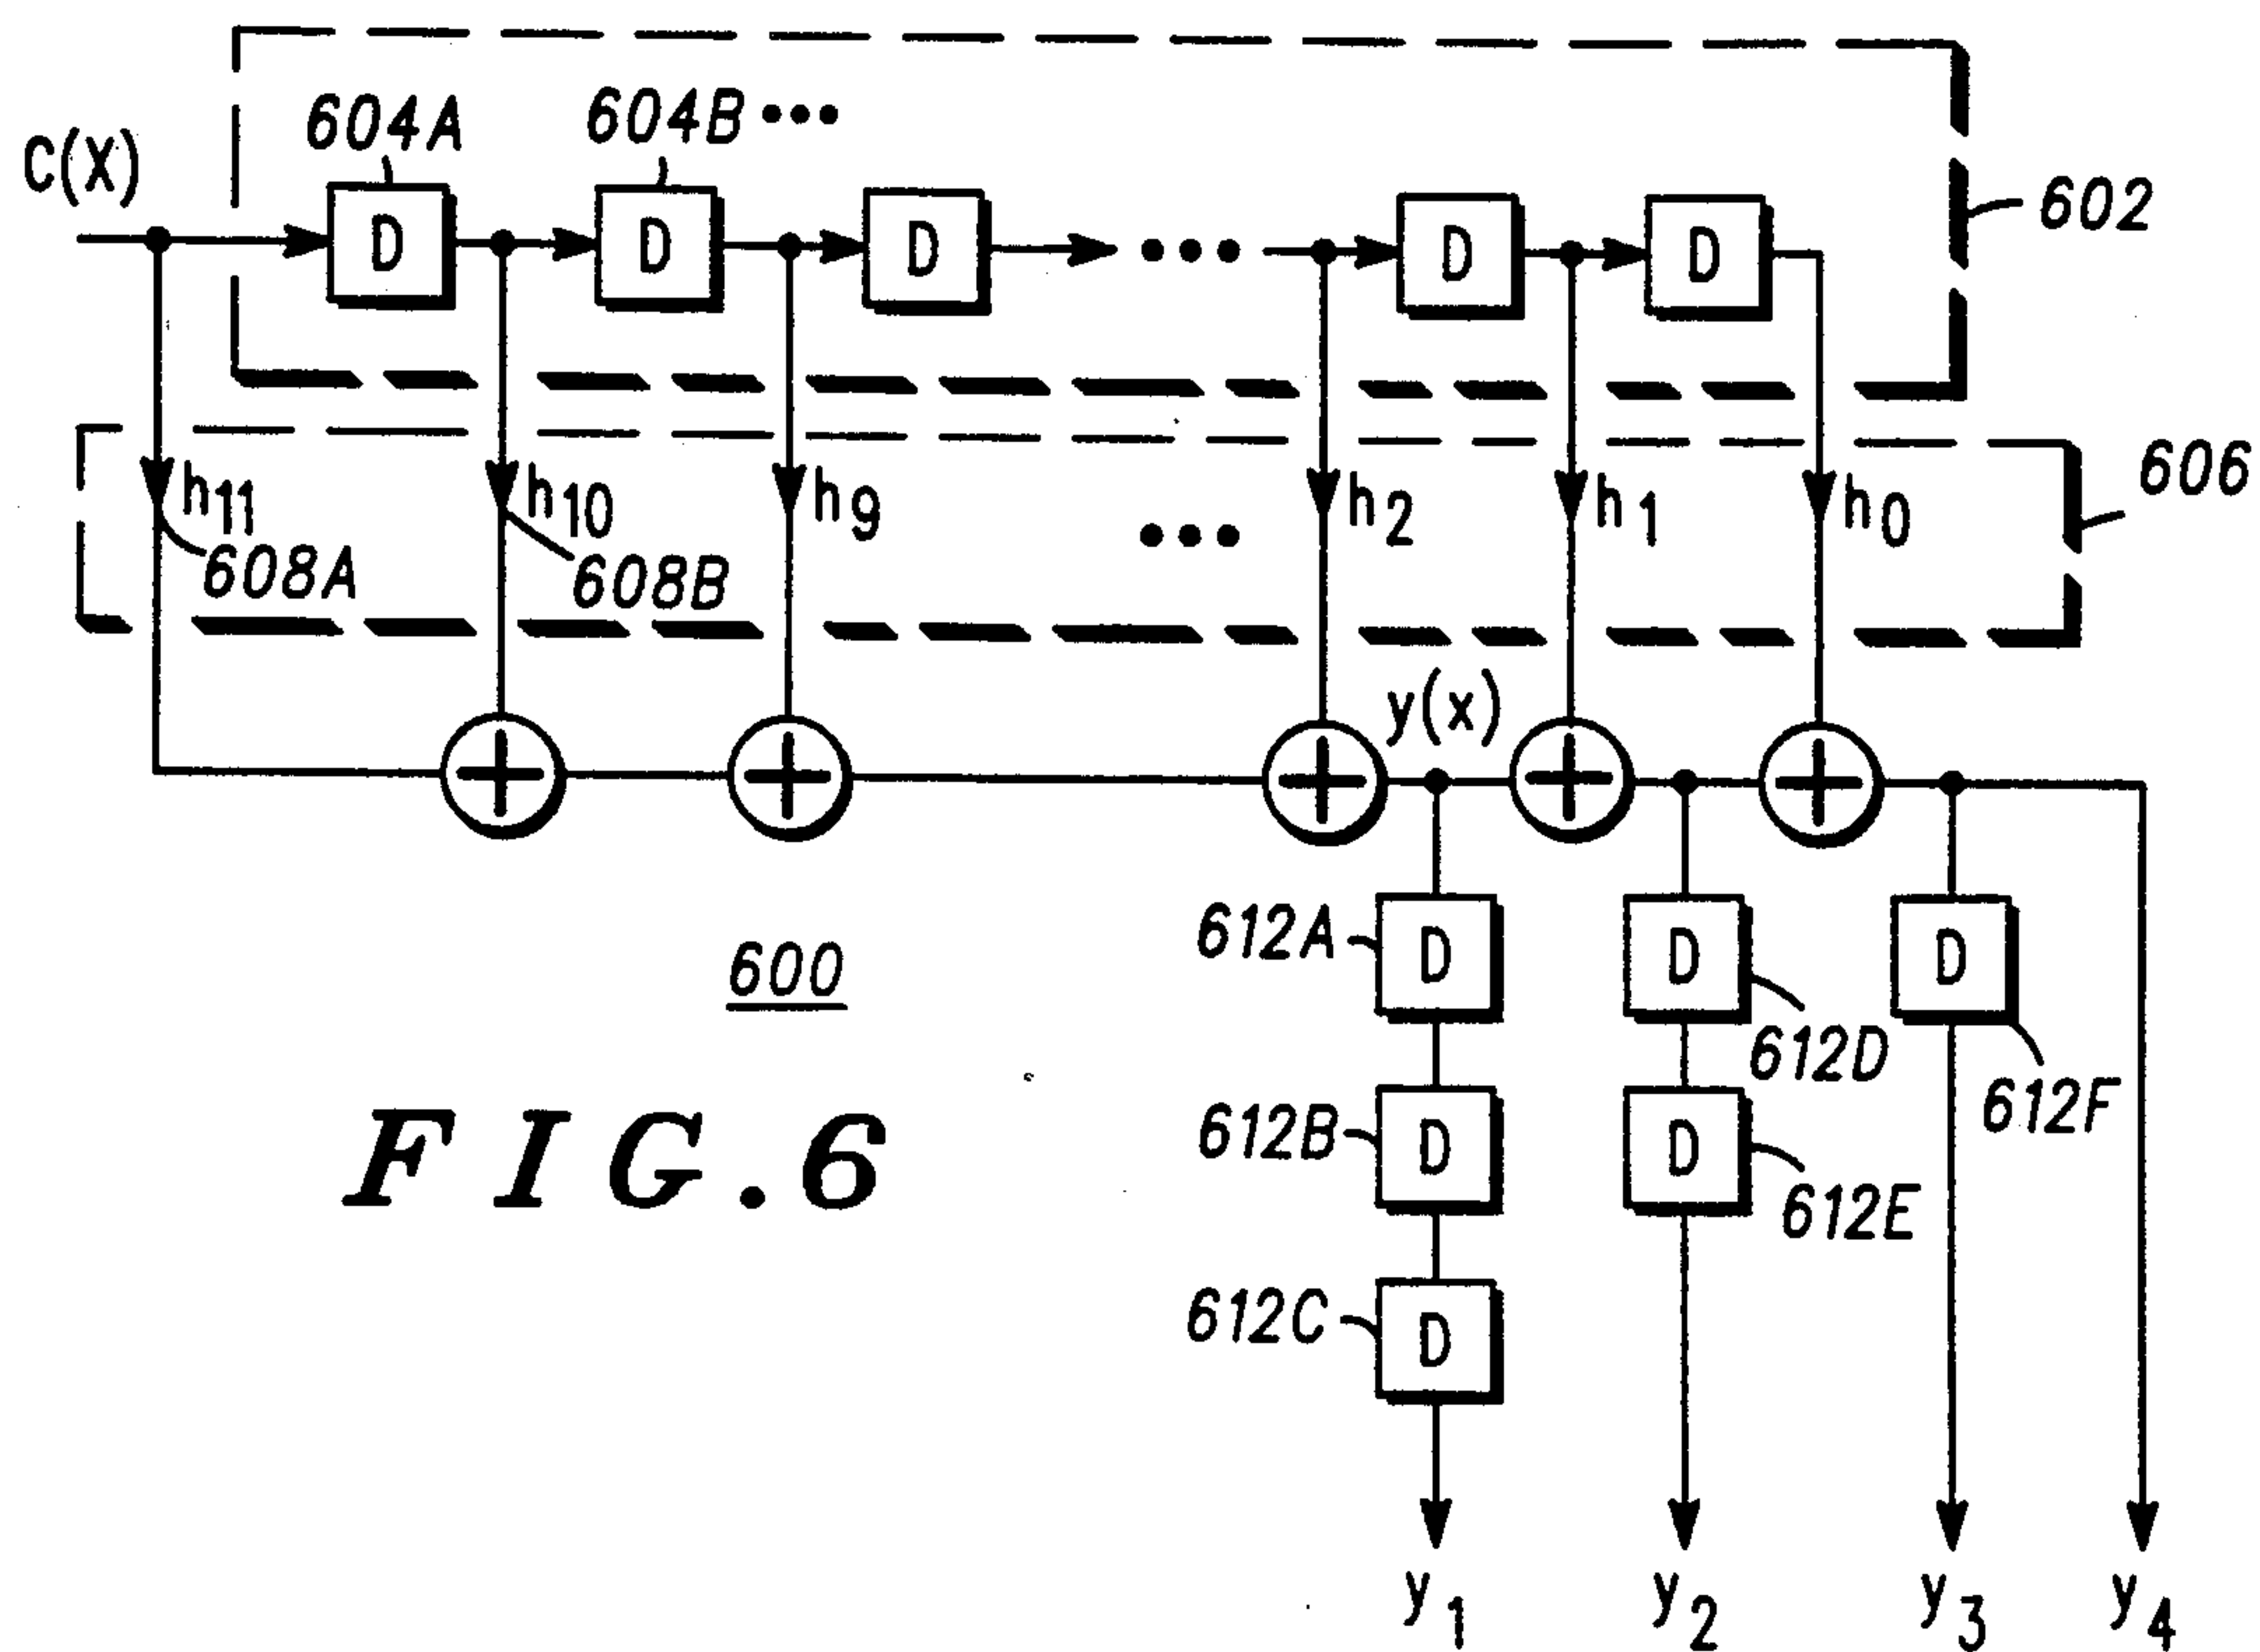 604A
604B •••
C(X)
D
D
D
•••
D
D
602
606
h11
h10
h9
•••
h2
h1
h0
608A
608B
y(x)
612A
D
D
D
612D
612F
600
612B
D
D
612E
612C
D
FIG.6
y1
y2
y3
y4